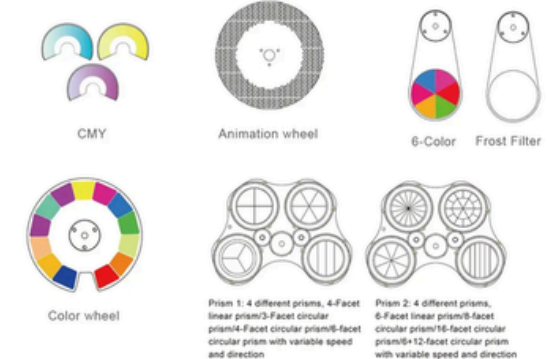 CMY
Animation wheel
6-Color
Frost Filter
Color wheel
Prism 1: 4 different prisms, 4-Facet
linear prism/3-Facet circular
prism/4-Facet circular prism/6-facet
circular prism with variable speed
and direction
Prism 2: 4 different prisms,
6-Facet linear prism/8-facet
circular prism/16-facet circular
prism/6+12-facet circular prism
with variable speed and direction